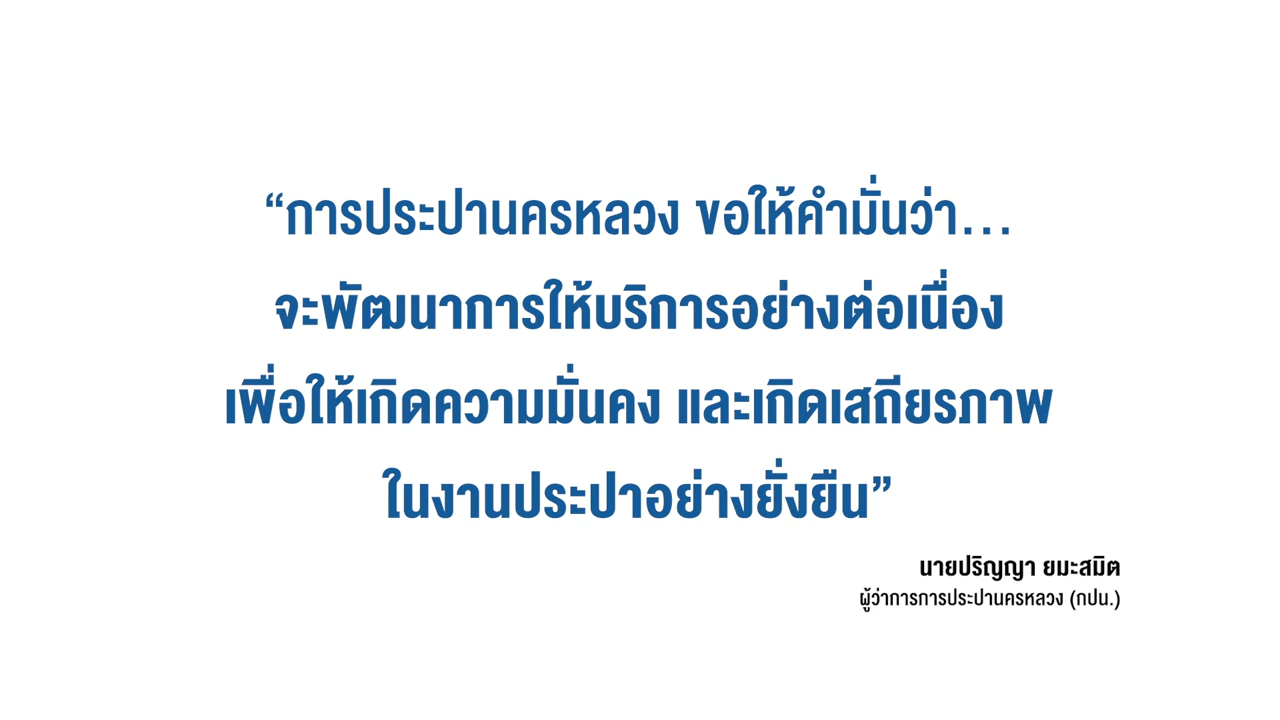 “การประปานครหลวง ขอให้คำมั่นว่า...
จะพัฒนาการให้บริการอย่างต่อเนื่อง
เพื่อให้เกิดความมั่นคง และเกิดเสถียรภาพ
ในงานประปาอย่างยั่งยืน”
นายปริญญา ยมะสมิต
ผู้ว่าการการประปานครหลวง (กปน.)